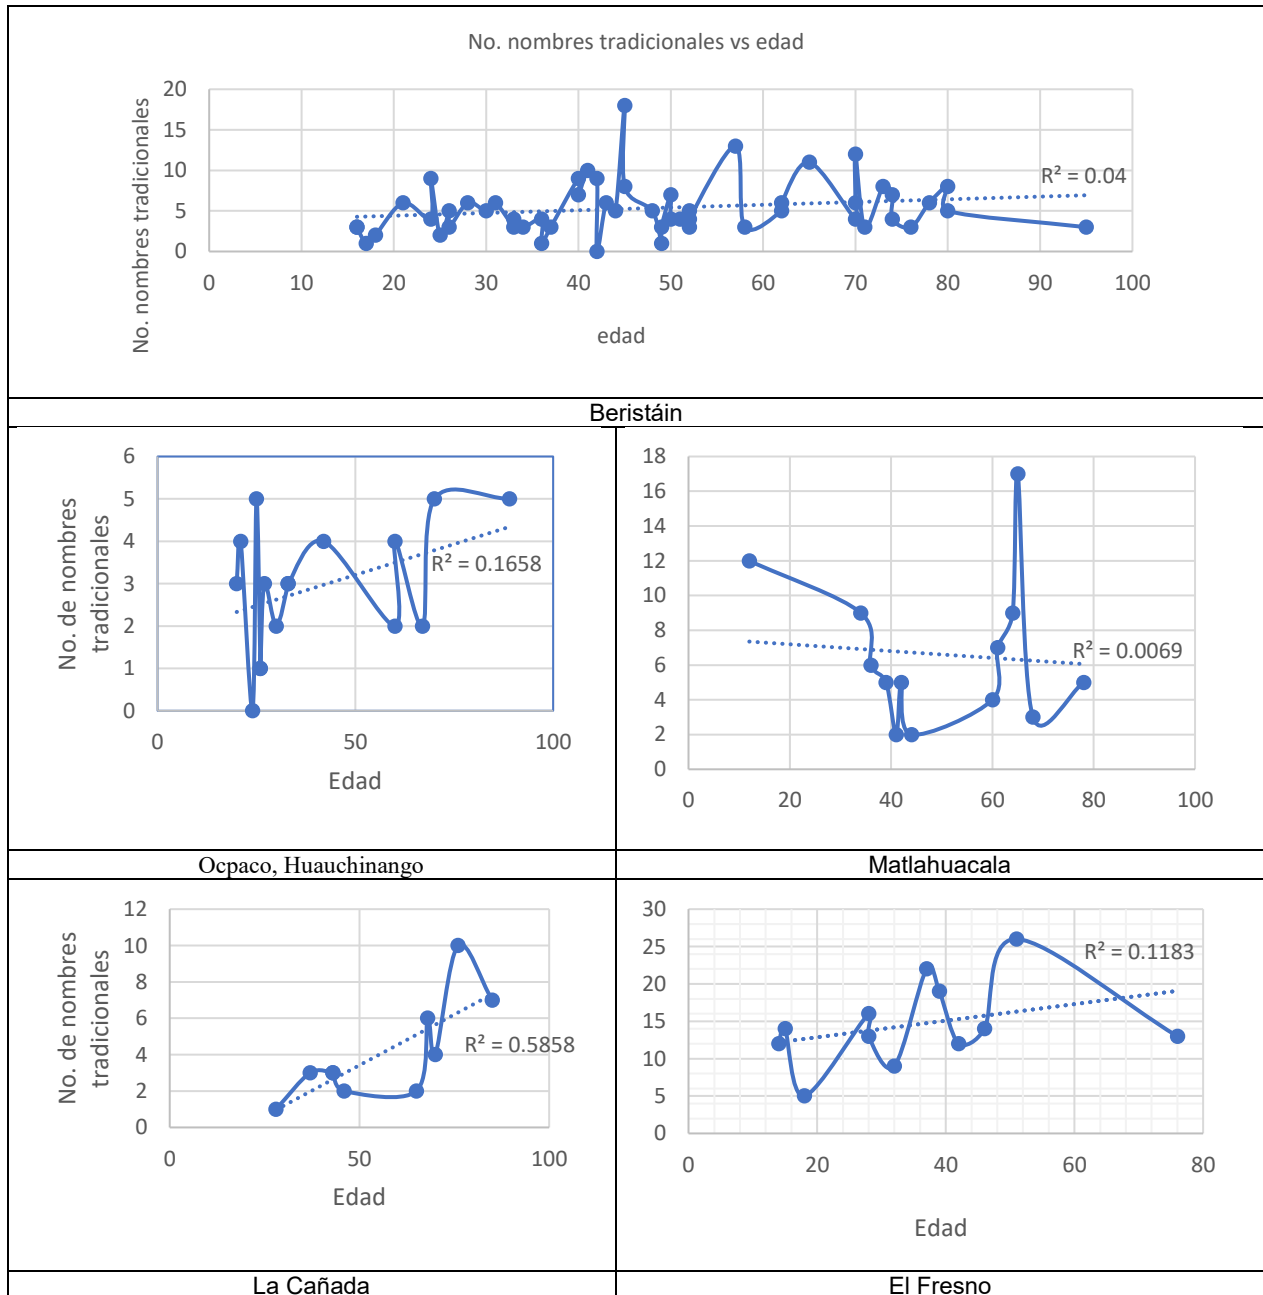 No. nombres tradicionales vs edad
No. nombres tradicionales
20
15
10
5
0
R² = 0.04
0 10 20 30 40 50 60 70 80 90 100
edad
Beristáin
No. de nombres
tradicionales
6
5
4
3
2
1
0
R² = 0.1658
0 50 100
Edad
18
16
14
12
10
8
6
4
2
0
R² = 0.0069
0 20 40 60 80 100
Ocpaco, Huauchinango
Matlahuacala
No. de nombres
tradicionales
12
10
8
6
4
2
0
R² = 0.5858
0 50 100
Edad
30
25
20
15
10
5
0
R² = 0.1183
0 20 40 60 80
Edad
La Cañada
El Fresno